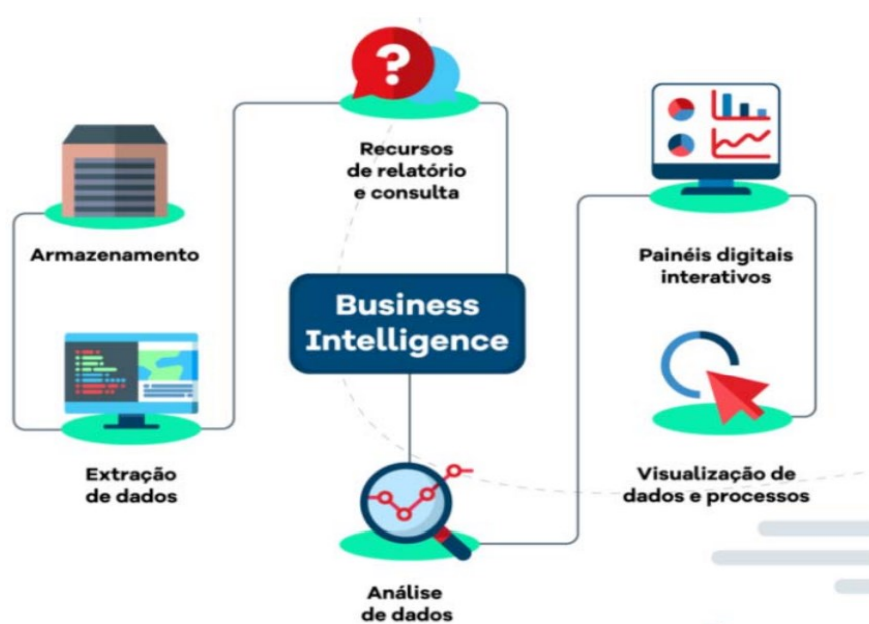 ?
Recursos
de relatório
e consulta
Armazenamento
Painéis digitais
interativos
Business
Intelligence
Extração
de dados
Visualização de
dados e processos
Análise
de dados